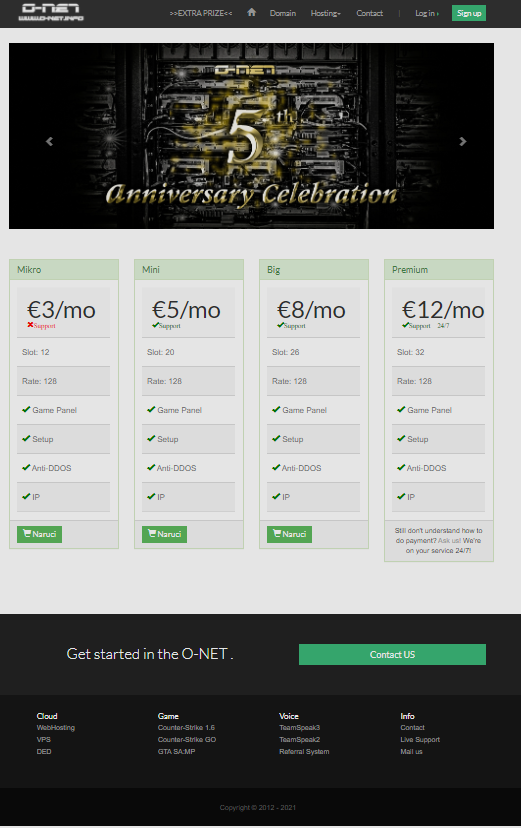 O-NET
WWW.O-NET.INFO
>>EXTRA PRIZE<< Domain Hosting Contact | Log in › Sign up
O-NET
5th
Anniversary Celebration
Mikro
€3/mo
Support
Slot: 12
Rate: 128
Game Panel
Setup
Anti-DDOS
IP
Naruci
Mini
€5/mo
Support
Slot: 20
Rate: 128
Game Panel
Setup
Anti-DDOS
IP
Naruci
Big
€8/mo
Support
Slot: 26
Rate: 128
Game Panel
Setup
Anti-DDOS
IP
Naruci
Premium
€12/mo
Support 24/7
Slot: 32
Rate: 128
Game Panel
Setup
Anti-DDOS
IP
Still don't understand how to
do payment? Ask us! We're
on your service 24/7!
Get started in the O-NET .
Contact US
Cloud
WebHosting
VPS
DED
Game
Counter-Strike 1.6
Counter-Strike GO
GTA SA:MP
Voice
TeamSpeak3
TeamSpeak2
Referral System
Info
Contact
Live Support
Mail us
Copyright © 2012 - 2021